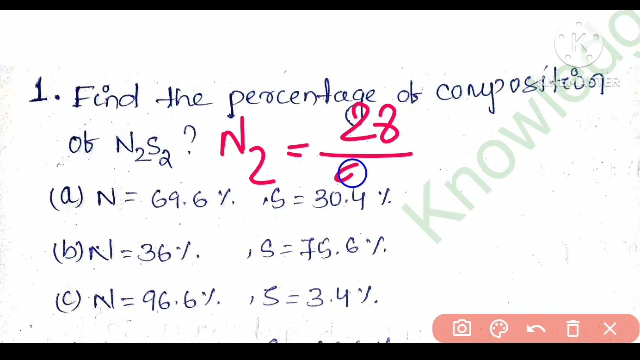 1. Find the percentage of composition
of N₂S₂ ? N₂ = 28
(a) N = 69.6 %. , S = 30.4 %
(b) N = 36 %. , S = 75.6 %.
(c) N = 96.6 %. , S = 3.4 %.
Knowledg